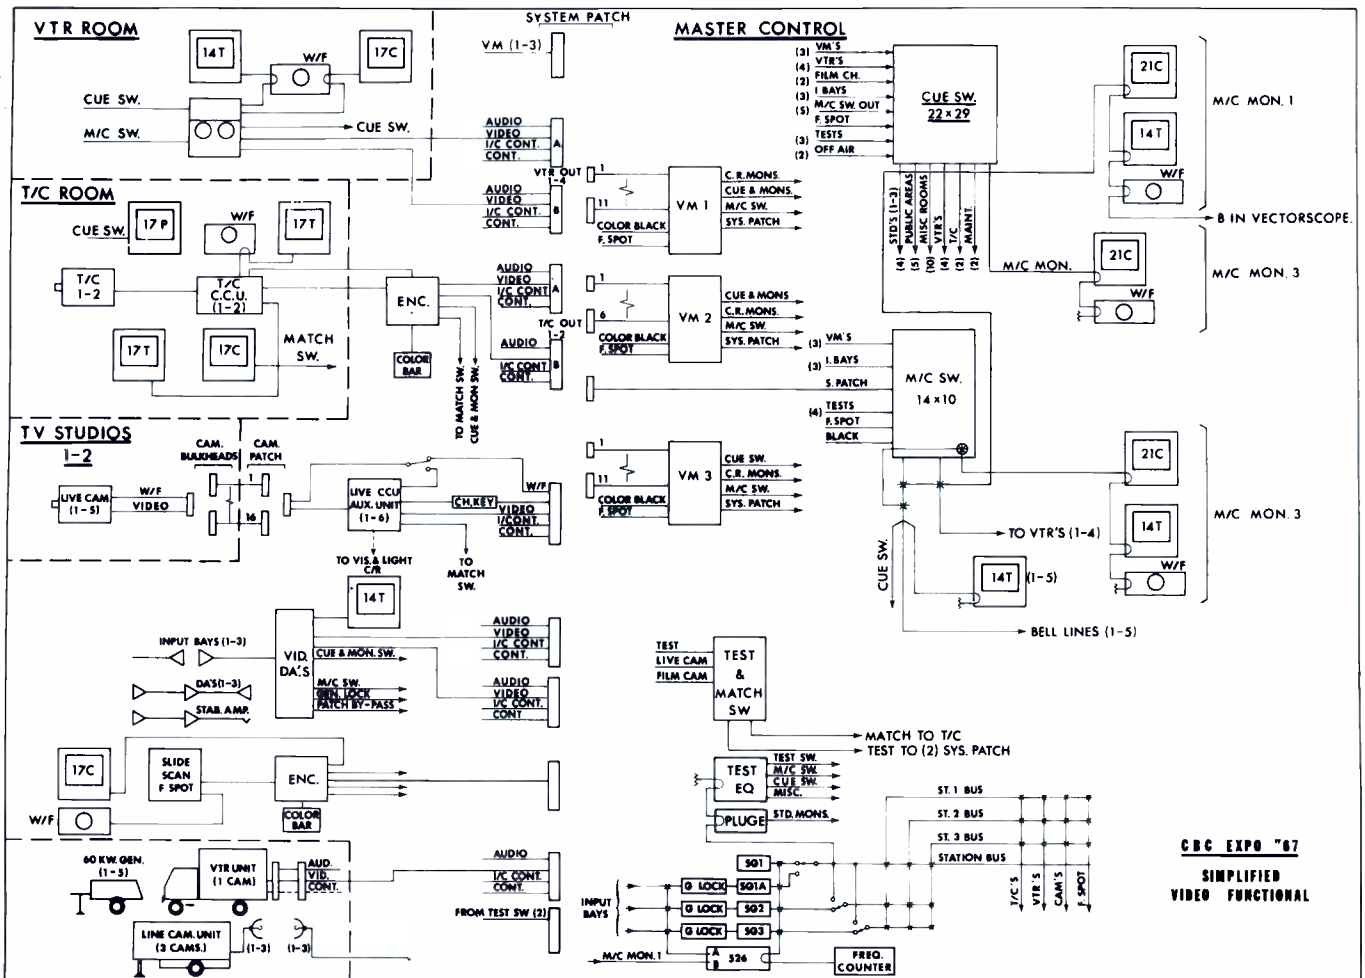 VTR ROOM
14T
W/F
17C
CUE SW.
M/C SW.
CUE SW.
SYSTEM PATCH
VM (1-3)
AUDIO
VIDEO
I/C CONT.
CONT.
A
AUDIO
VIDEO
I/C CONT.
CONT.
B
T/C ROOM
17P
CUE SW.
W/F
17T
T/C
1-2
T/C
C.C.U.
(1-2)
ENC.
COLOR
BAR
17T
17C
MATCH
SW.
TO MATCH SW.
CUE & MON SW.
AUDIO
VIDEO
I/C CONT
CONT.
A
AUDIO
I/C CONT
CONT.
B
TV STUDIOS
1-2
CAM.
BULKHEADS
CAM.
PATCH
1
16
LIVE CAM
(1-5)
W/F
VIDEO
LIVE CCU
AUX. UNIT
(1-6)
CH.KEY
W/F
VIDEO
I/CONT.
CONT.
TO VIS.& LIGHT
C/R
TO
MATCH
SW.
14T
INPUT BAYS (1-3)
DA'S(1-3)
STAB. AMP.
VID.
DA'S
CUE & MON. SW.
M/C SW.
GEN. LOCK
PATCH BY-PASS
AUDIO
VIDEO
I/C CONT
CONT.
AUDIO
VIDEO
I/C CONT.
CONT
17C
W/F
SLIDE
SCAN
F SPOT
ENC.
COLOR
BAR
60 KW. GEN.
(1-5)
VTR UNIT
(1 CAM)
AUD.
VID.
CONT.
AUDIO
I/C CONT.
CONT.
LINE CAM. UNIT
(3 CAMS.)
(1-3)
(1-3)
FROM TEST SW (2)
MASTER CONTROL
(3) VM'S
(4) VTR'S
(2) FILM CH.
(3) I BAYS
(5) M/C SW. OUT
F. SPOT
(3) TESTS
(2) OFF AIR
CUE SW.
22 x 29
STD'S (1-3)
PUBLIC AREAS
MISC ROOMS
VTR'S
T/C
MAINT.
(4)
(5)
(10)
(4)
(2)
(2)
21C
14T
W/F
M/C MON. 1
B IN VECTORSCOPE.
M/C MON.
21C
W/F
M/C MON. 3
VTR OUT
1-4
1
11
COLOR BLACK
F. SPOT
VM 1
C.R. MONS.
CUE & MONS.
M/C SW.
SYS. PATCH
T/C OUT
1-2
1
6
COLOR BLACK
F. SPOT
VM 2
CUE & MONS
C.R. MONS.
M/C SW.
SYS. PATCH
(3) VM'S
(3) I. BAYS
S. PATCH
(4) TESTS
F. SPOT
BLACK
M/C SW.
14 x 10
1
11
COLOR BLACK
F. SPOT
VM 3
CUE SW.
C.R. MONS.
M/C SW.
SYS. PATCH
21C
14T
W/F
M/C MON. 3
TO VTR'S (1-4)
CUE SW.
14T
(1-5)
BELL LINES (1-5)
TEST
LIVE CAM
FILM CAM
TEST
&
MATCH
SW
MATCH TO T/C
TEST TO (2) SYS. PATCH
TEST
EQ
TEST SW.
M/C SW.
CUE SW.
MISC.
PLUGE
STD. MONS.
ST. 1 BUS
ST. 2 BUS
ST. 3 BUS
STATION BUS
T/C'S
VTR'S
CAM'S
F. SPOT
INPUT
BAYS
SG1
G LOCK
SG1A
G LOCK
SG2
G LOCK
SG3
M/C MON. 1
A
B
526
FREQ.
COUNTER
CBC EXPO "67
SIMPLIFIED
VIDEO FUNCTIONAL